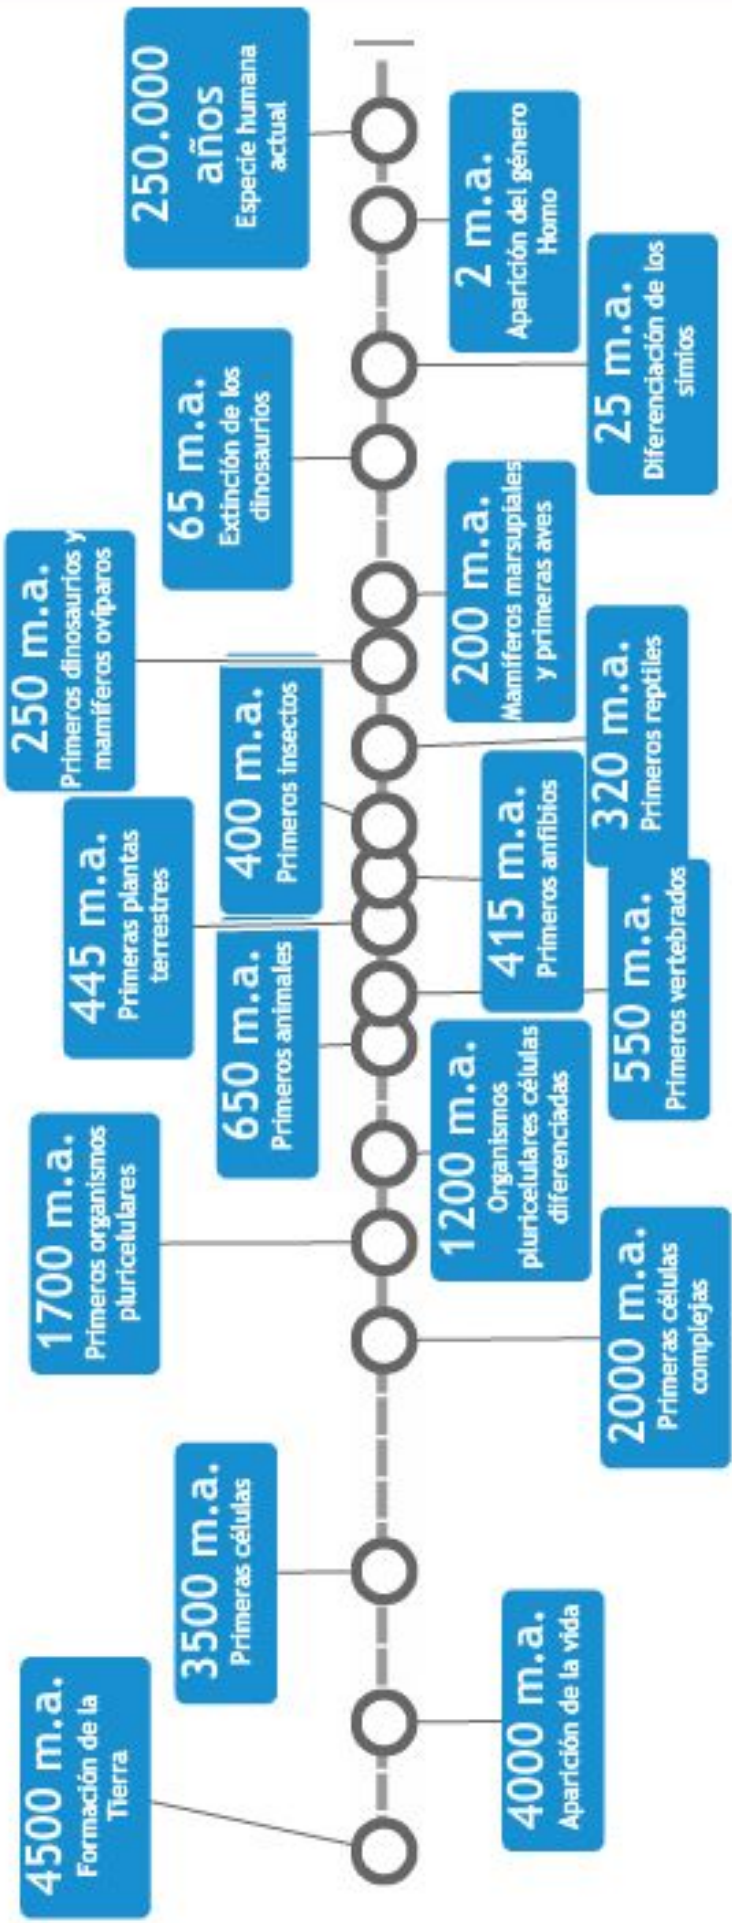 4500 m.a.
Formación de la
Tierra
4000 m.a.
Aparición de la vida
3500 m.a.
Primeras células
2000 m.a.
Primeras células
complejas
1700 m.a.
Primeros organismos
pluricelulares
1200 m.a.
Organismos
pluricelulares células
diferenciadas
650 m.a.
Primeros animales
550 m.a.
Primeros vertebrados
445 m.a.
Primeras plantas
terrestres
415 m.a.
Primeros anfibios
400 m.a.
Primeros insectos
320 m.a.
Primeros reptiles
250 m.a.
Primeros dinosaurios y
mamíferos ovíparos
200 m.a.
Mamíferos marsupiales
y primeras aves
65 m.a.
Extinción de los
dinosaurios
25 m.a.
Diferenciación de los
simios
2 m.a.
Aparición del género
Homo
250.000
años
Especie humana
actual